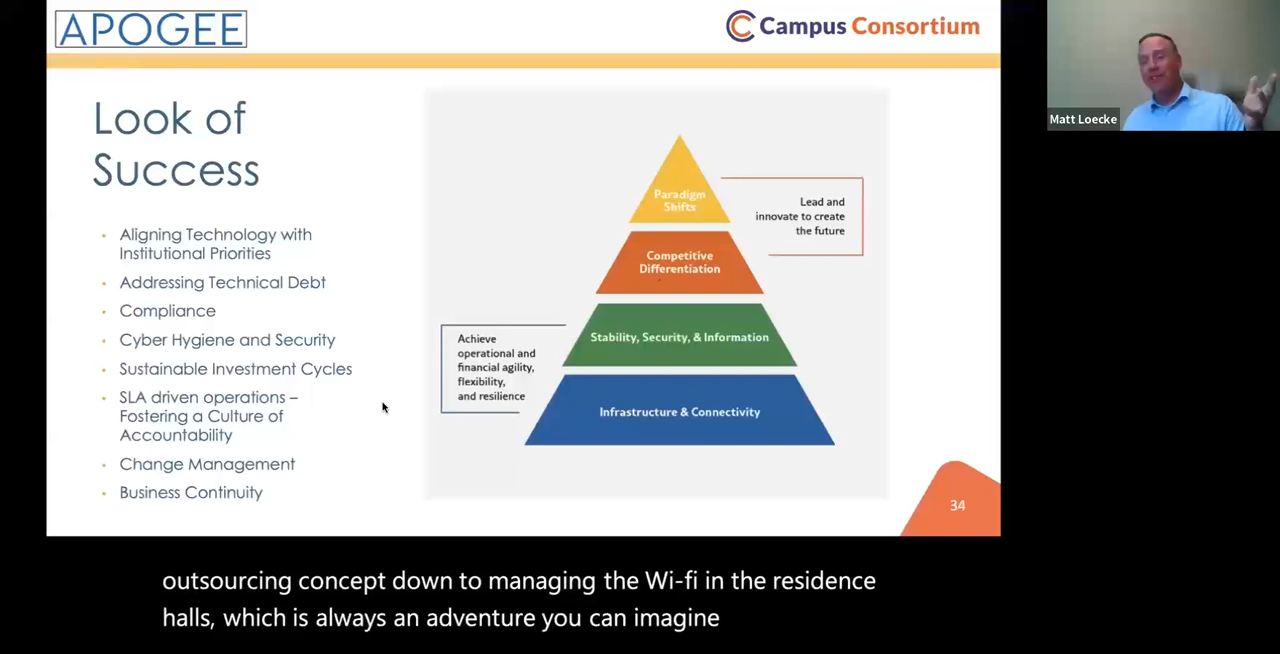 APOGEE
Campus Consortium
Matt Loecke
Look of
Success
Aligning Technology with
Institutional Priorities
Addressing Technical Debt
Compliance
Cyber Hygiene and Security
Sustainable Investment Cycles
SLA driven operations –
Fostering a Culture of
Accountability
Change Management
Business Continuity
Paradigm
Shifts
Lead and
innovate to create
the future
Competitive
Differentiation
Stability, Security, & Information
Achieve
operational and
financial agility,
flexibility,
and resilience
Infrastructure & Connectivity
34
outsourcing concept down to managing the Wi-fi in the residence
halls, which is always an adventure you can imagine